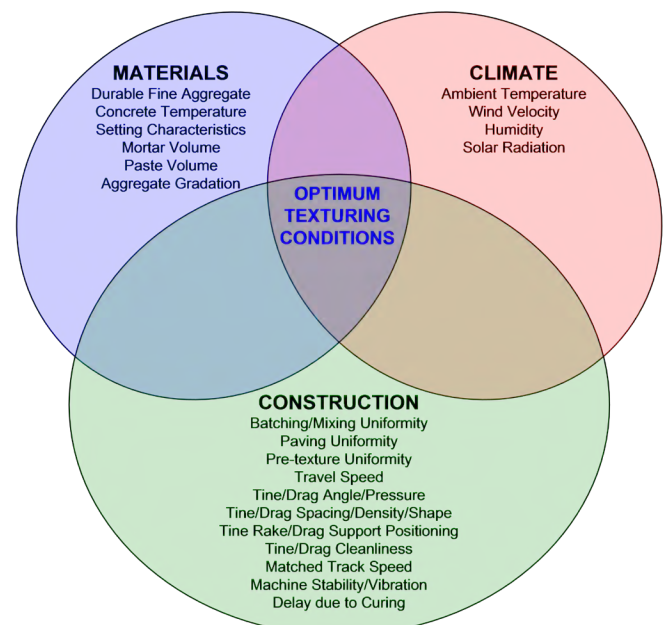 MATERIALS
Durable Fine Aggregate
Concrete Temperature
Setting Characteristics
Mortar Volume
Paste Volume
Aggregate Gradation
CLIMATE
Ambient Temperature
Wind Velocity
Humidity
Solar Radiation
OPTIMUM
TEXTURING
CONDITIONS
CONSTRUCTION
Batching/Mixing Uniformity
Paving Uniformity
Pre-texture Uniformity
Travel Speed
Tine/Drag Angle/Pressure
Tine/Drag Spacing/Density/Shape
Tine Rake/Drag Support Positioning
Tine/Drag Cleanliness
Matched Track Speed
Machine Stability/Vibration
Delay due to Curing